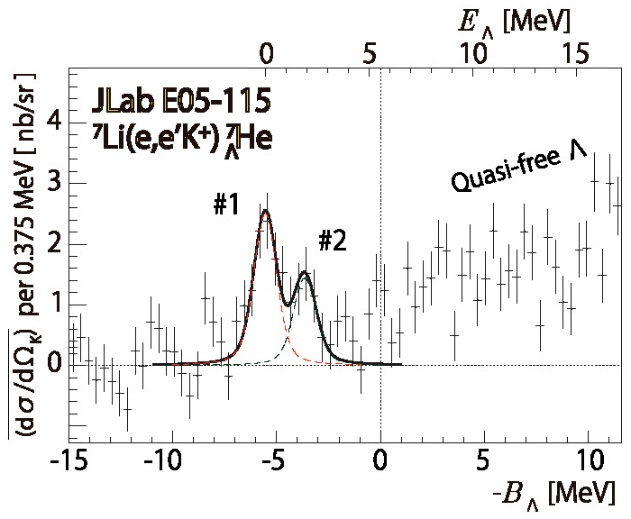 E_Λ [MeV]
0 5 10 15
JLab E05-115
⁷Li(e,e'K⁺) ⁷_ΛHe
Quasi-free Λ
#1
#2
(dσ/dΩ_K) per 0.375 MeV [ nb/sr]
4
3
2
1
0
-15 -10 -5 0 5 10
-B_Λ [MeV]